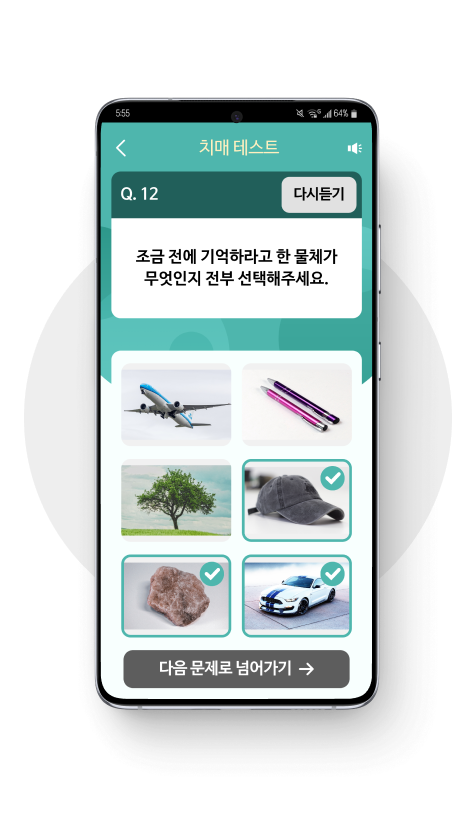 5:55
64%
치매 테스트
Q. 12
다시듣기
조금 전에 기억하라고 한 물체가
무엇인지 전부 선택해주세요.
다음 문제로 넘어가기 →